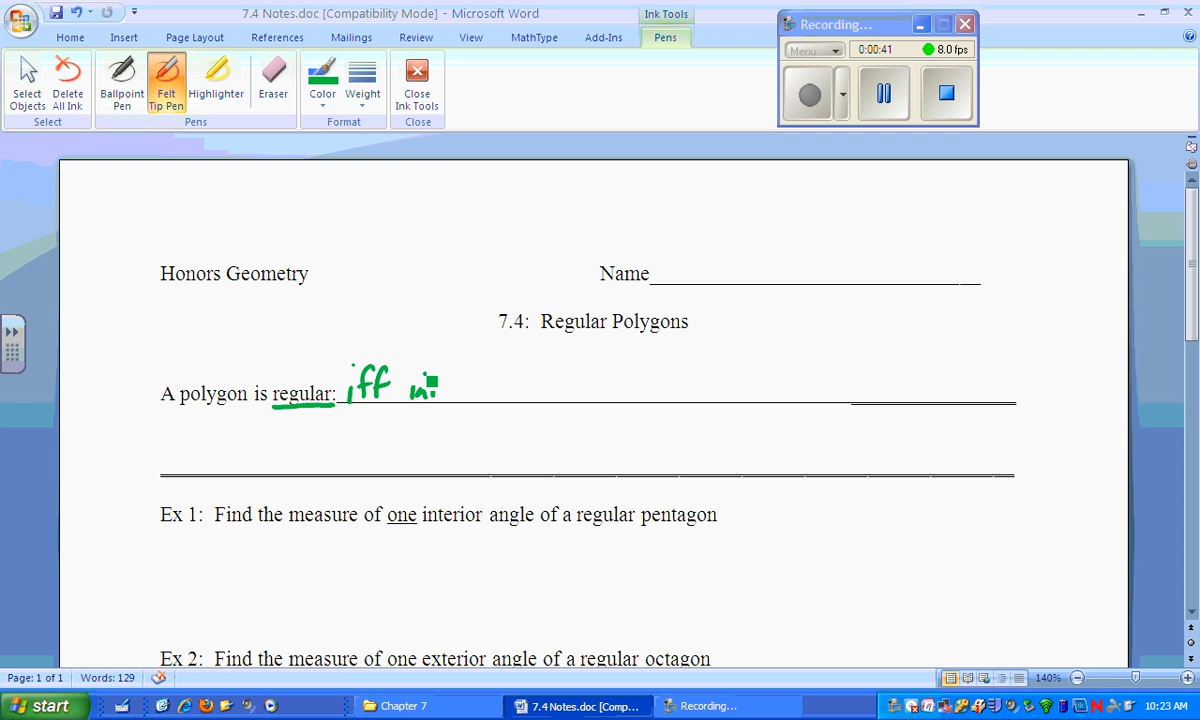 7.4 Notes.doc [Compatibility Mode] - Microsoft Word
Ink Tools
Home Insert Page Layout References Mailings Review View MathType Add-Ins Pens
Recording...
Menu 0:00:41 8.0 fps
Select Objects
Delete All Ink
Ballpoint Pen
Felt Tip Pen
Highlighter
Eraser
Color
Weight
Close Ink Tools
Select Pens Format Close
Honors Geometry Name
7.4: Regular Polygons
A polygon is regular: iff
Ex 1: Find the measure of one interior angle of a regular pentagon
Ex 2: Find the measure of one exterior angle of a regular octagon
Page: 1 of 1 Words: 129 140%
start Chapter 7 7.4 Notes.doc [Comp... Recording... 10:23 AM